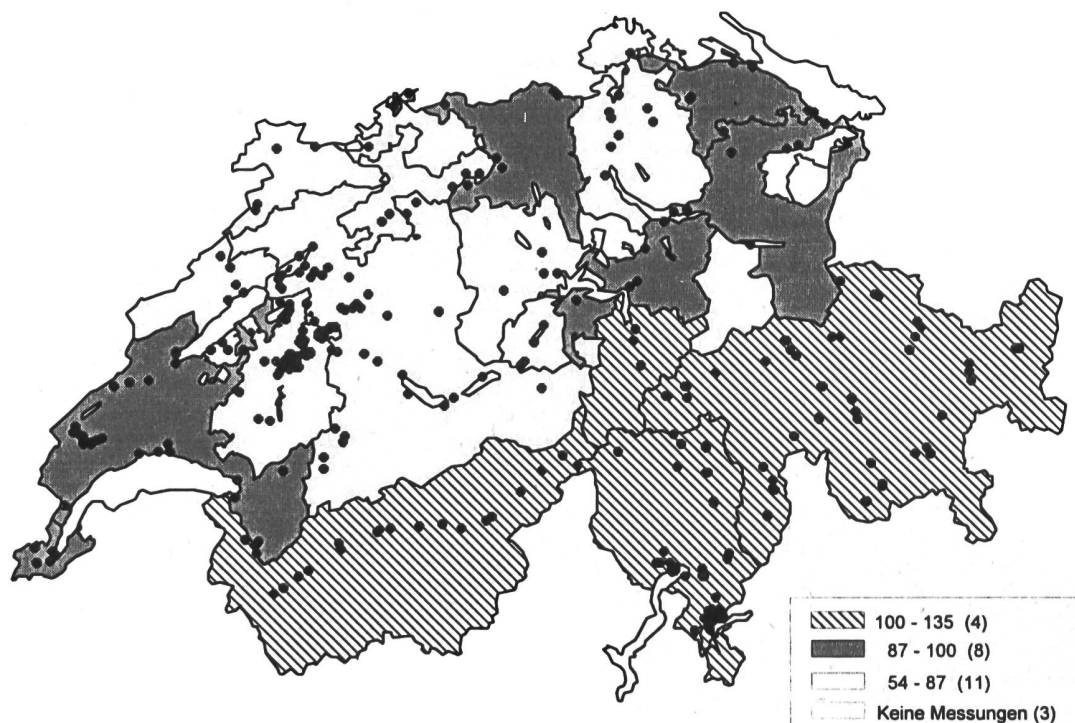 100 - 135 (4)
87 - 100 (8)
54 - 87 (11)
Keine Messungen (3)